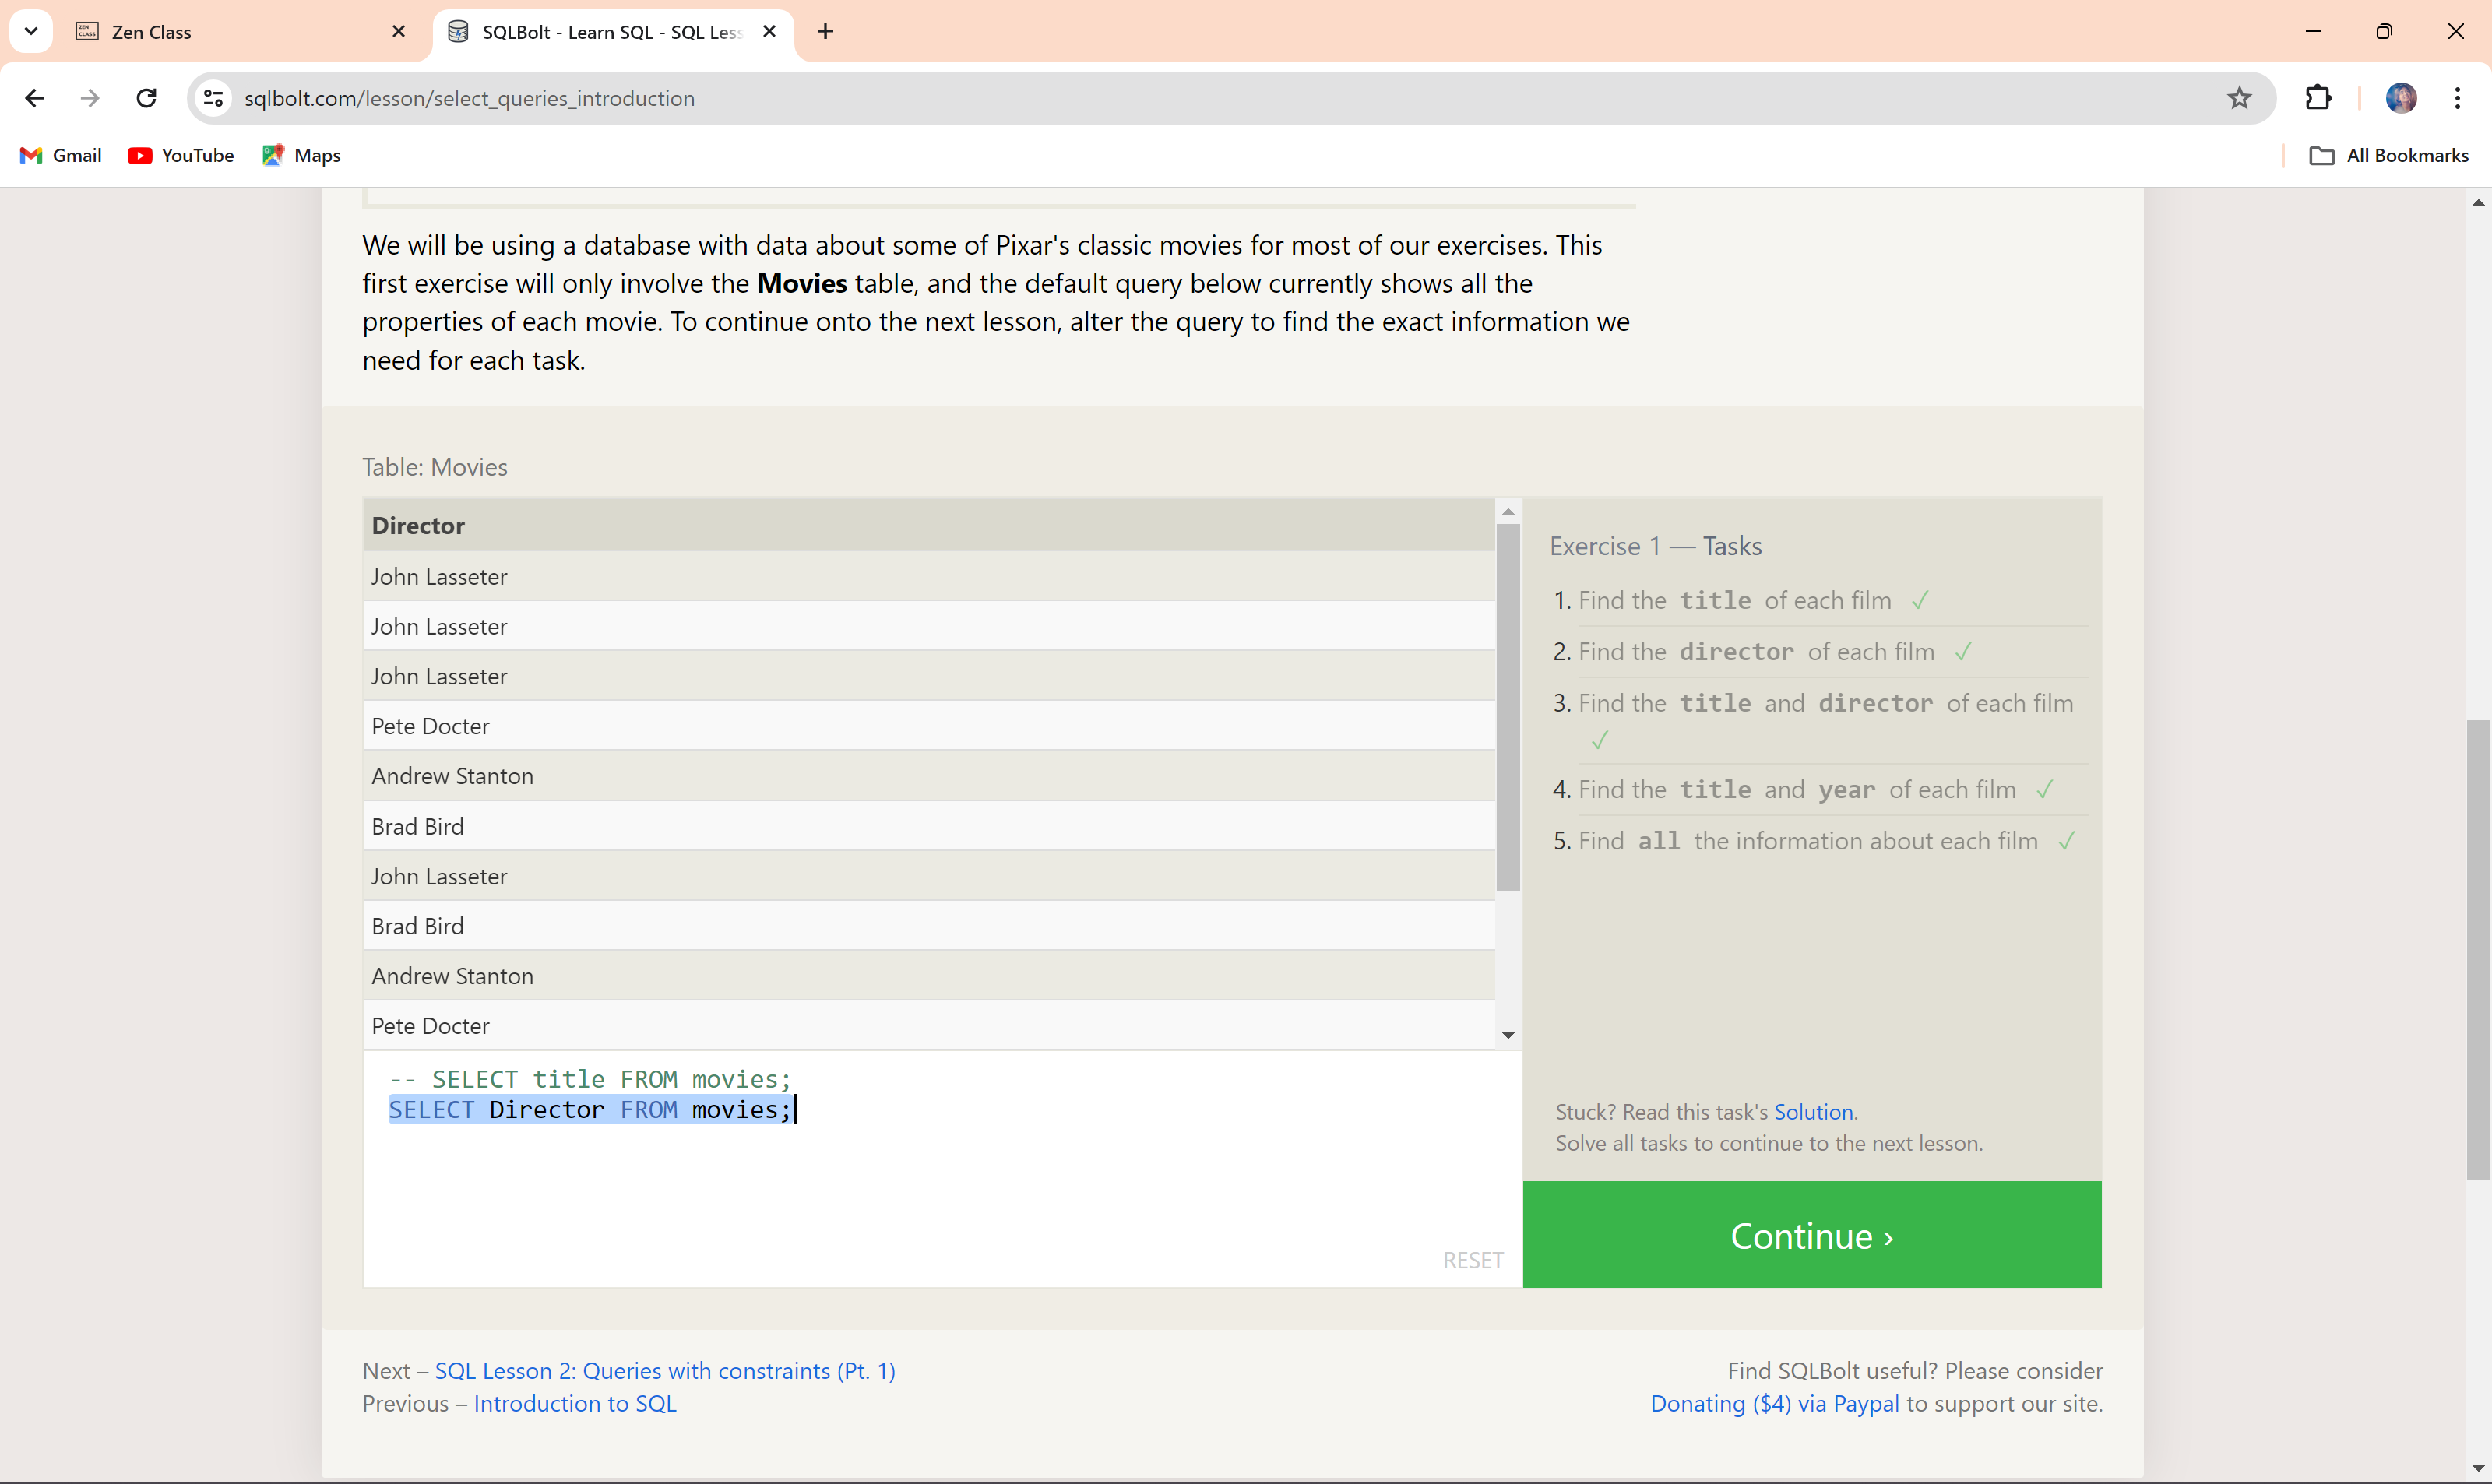 Zen Class
SQLBolt - Learn SQL - SQL Les
sqlbolt.com/lesson/select_queries_introduction
Gmail
YouTube
Maps
All Bookmarks
We will be using a database with data about some of Pixar's classic movies for most of our exercises. This
first exercise will only involve the Movies table, and the default query below currently shows all the
properties of each movie. To continue onto the next lesson, alter the query to find the exact information we
need for each task.
Table: Movies
Director
John Lasseter
John Lasseter
John Lasseter
Pete Docter
Andrew Stanton
Brad Bird
John Lasseter
Brad Bird
Andrew Stanton
Pete Docter
-- SELECT title FROM movies;
SELECT Director FROM movies;
RESET
Exercise 1 — Tasks
1. Find the title of each film ✓
2. Find the director of each film ✓
3. Find the title and director of each film
✓
4. Find the title and year of each film ✓
5. Find all the information about each film ✓
Stuck? Read this task's Solution.
Solve all tasks to continue to the next lesson.
Continue ›
Next – SQL Lesson 2: Queries with constraints (Pt. 1)
Previous – Introduction to SQL
Find SQLBolt useful? Please consider
Donating ($4) via Paypal to support our site.